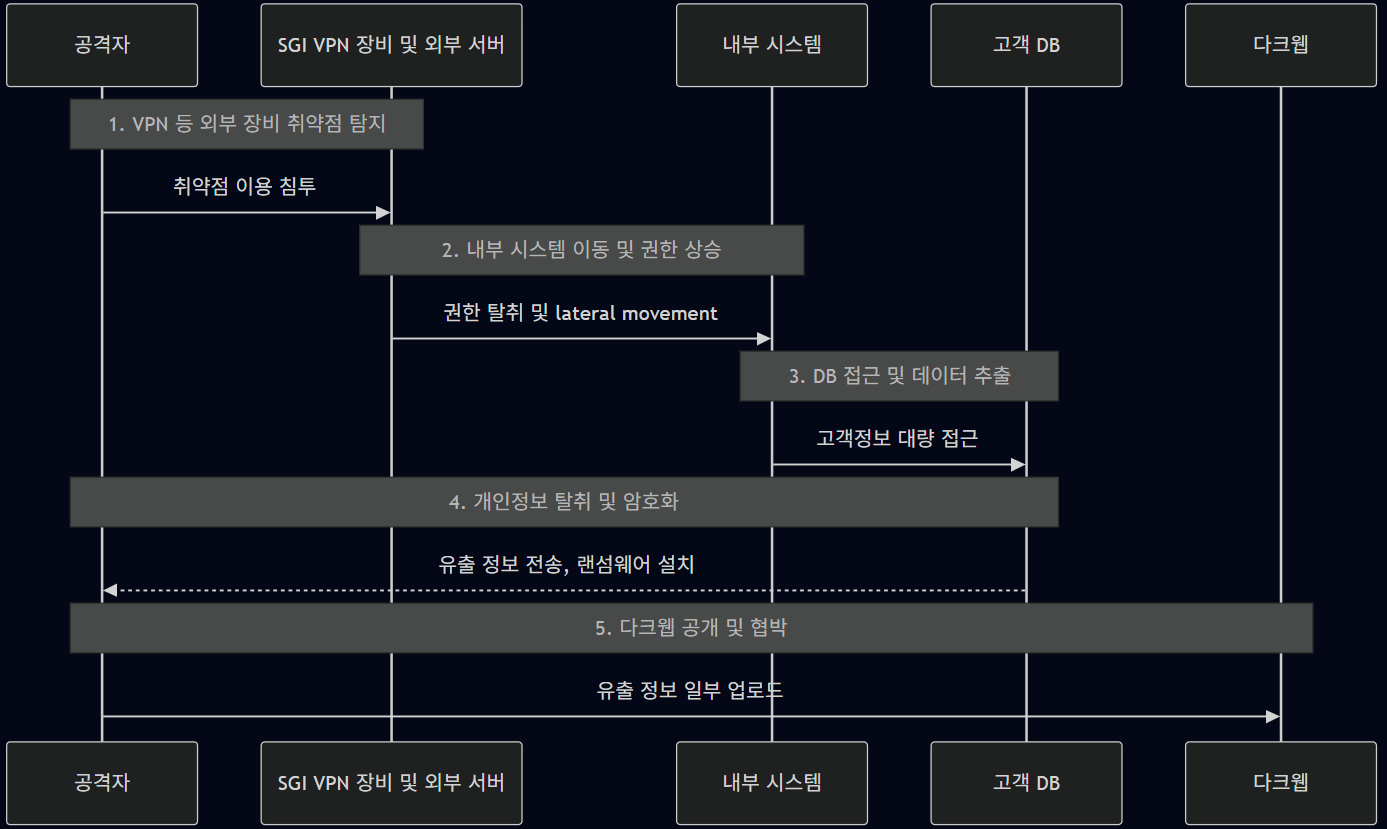 공격자
SGI VPN 장비 및 외부 서버
내부 시스템
고객 DB
다크웹
1. VPN 등 외부 장비 취약점 탐지
취약점 이용 침투
2. 내부 시스템 이동 및 권한 상승
권한 탈취 및 lateral movement
3. DB 접근 및 데이터 추출
고객정보 대량 접근
4. 개인정보 탈취 및 암호화
유출 정보 전송, 랜섬웨어 설치
5. 다크웹 공개 및 협박
유출 정보 일부 업로드
공격자
SGI VPN 장비 및 외부 서버
내부 시스템
고객 DB
다크웹